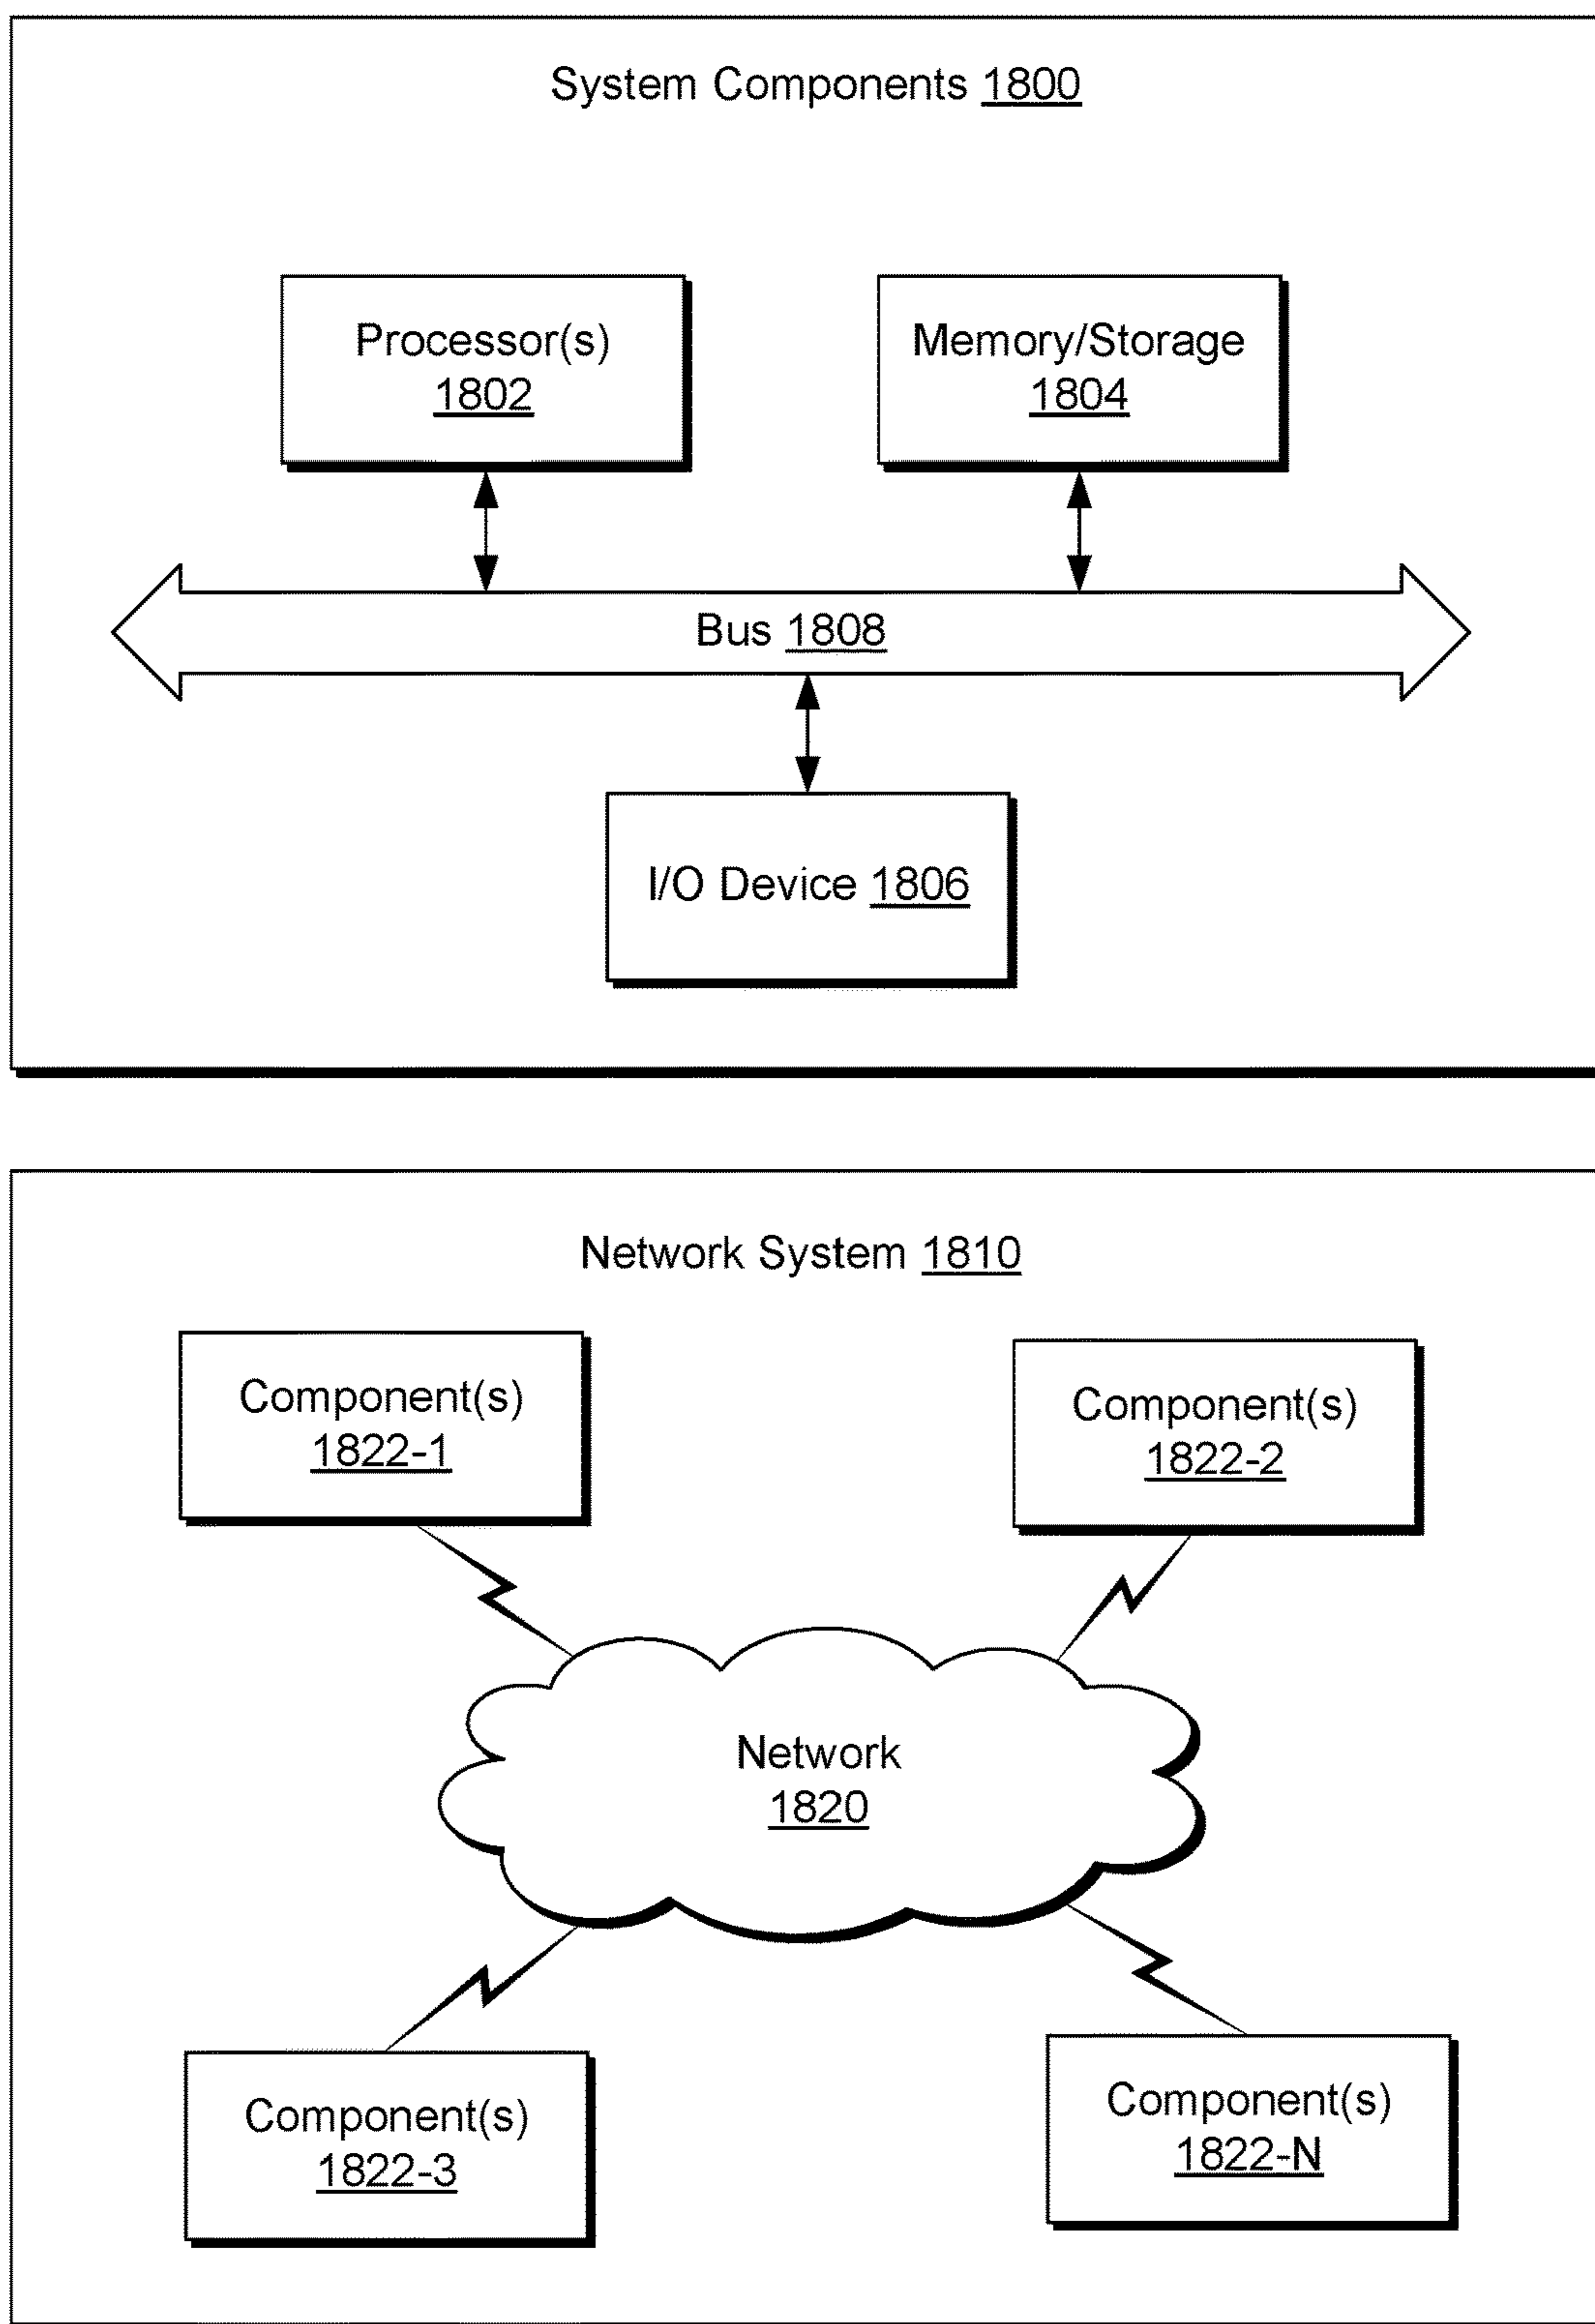 System Components 1800
Processor(s)
1802
Memory/Storage
1804
Bus 1808
I/O Device 1806
Network System 1810
Component(s)
1822-1
Component(s)
1822-2
Network
1820
Component(s)
1822-3
Component(s)
1822-N